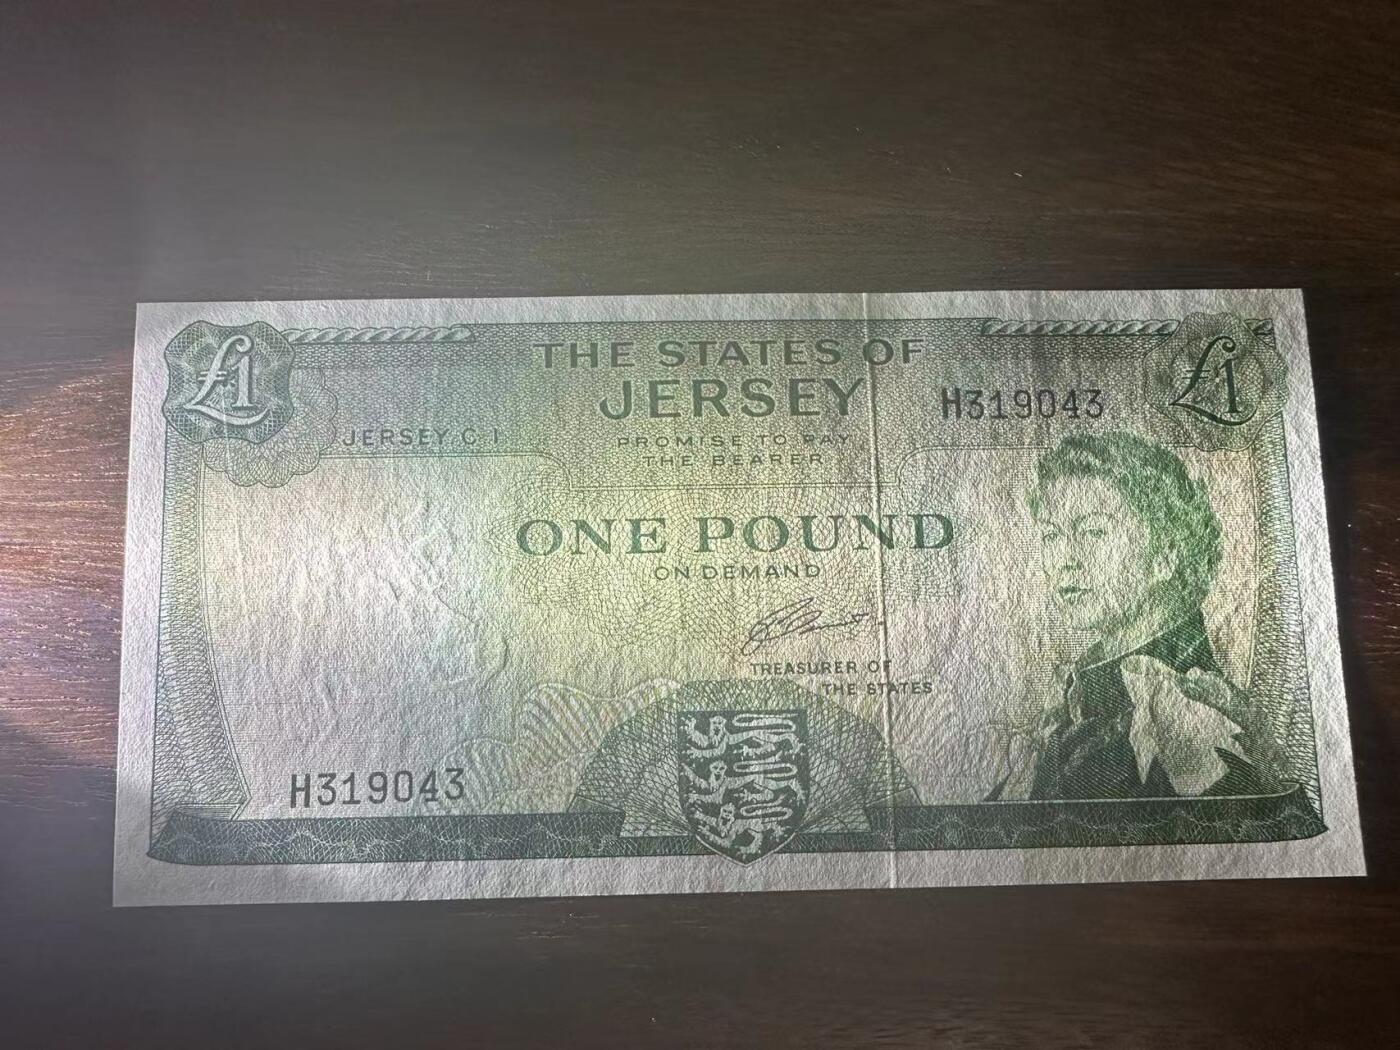 £1
THE STATES OF
JERSEY
H319043
£1
JERSEY C I
PROMISE TO PAY
THE BEARER
ONE POUND
ON DEMAND
TREASURER OF
THE STATES
H319043